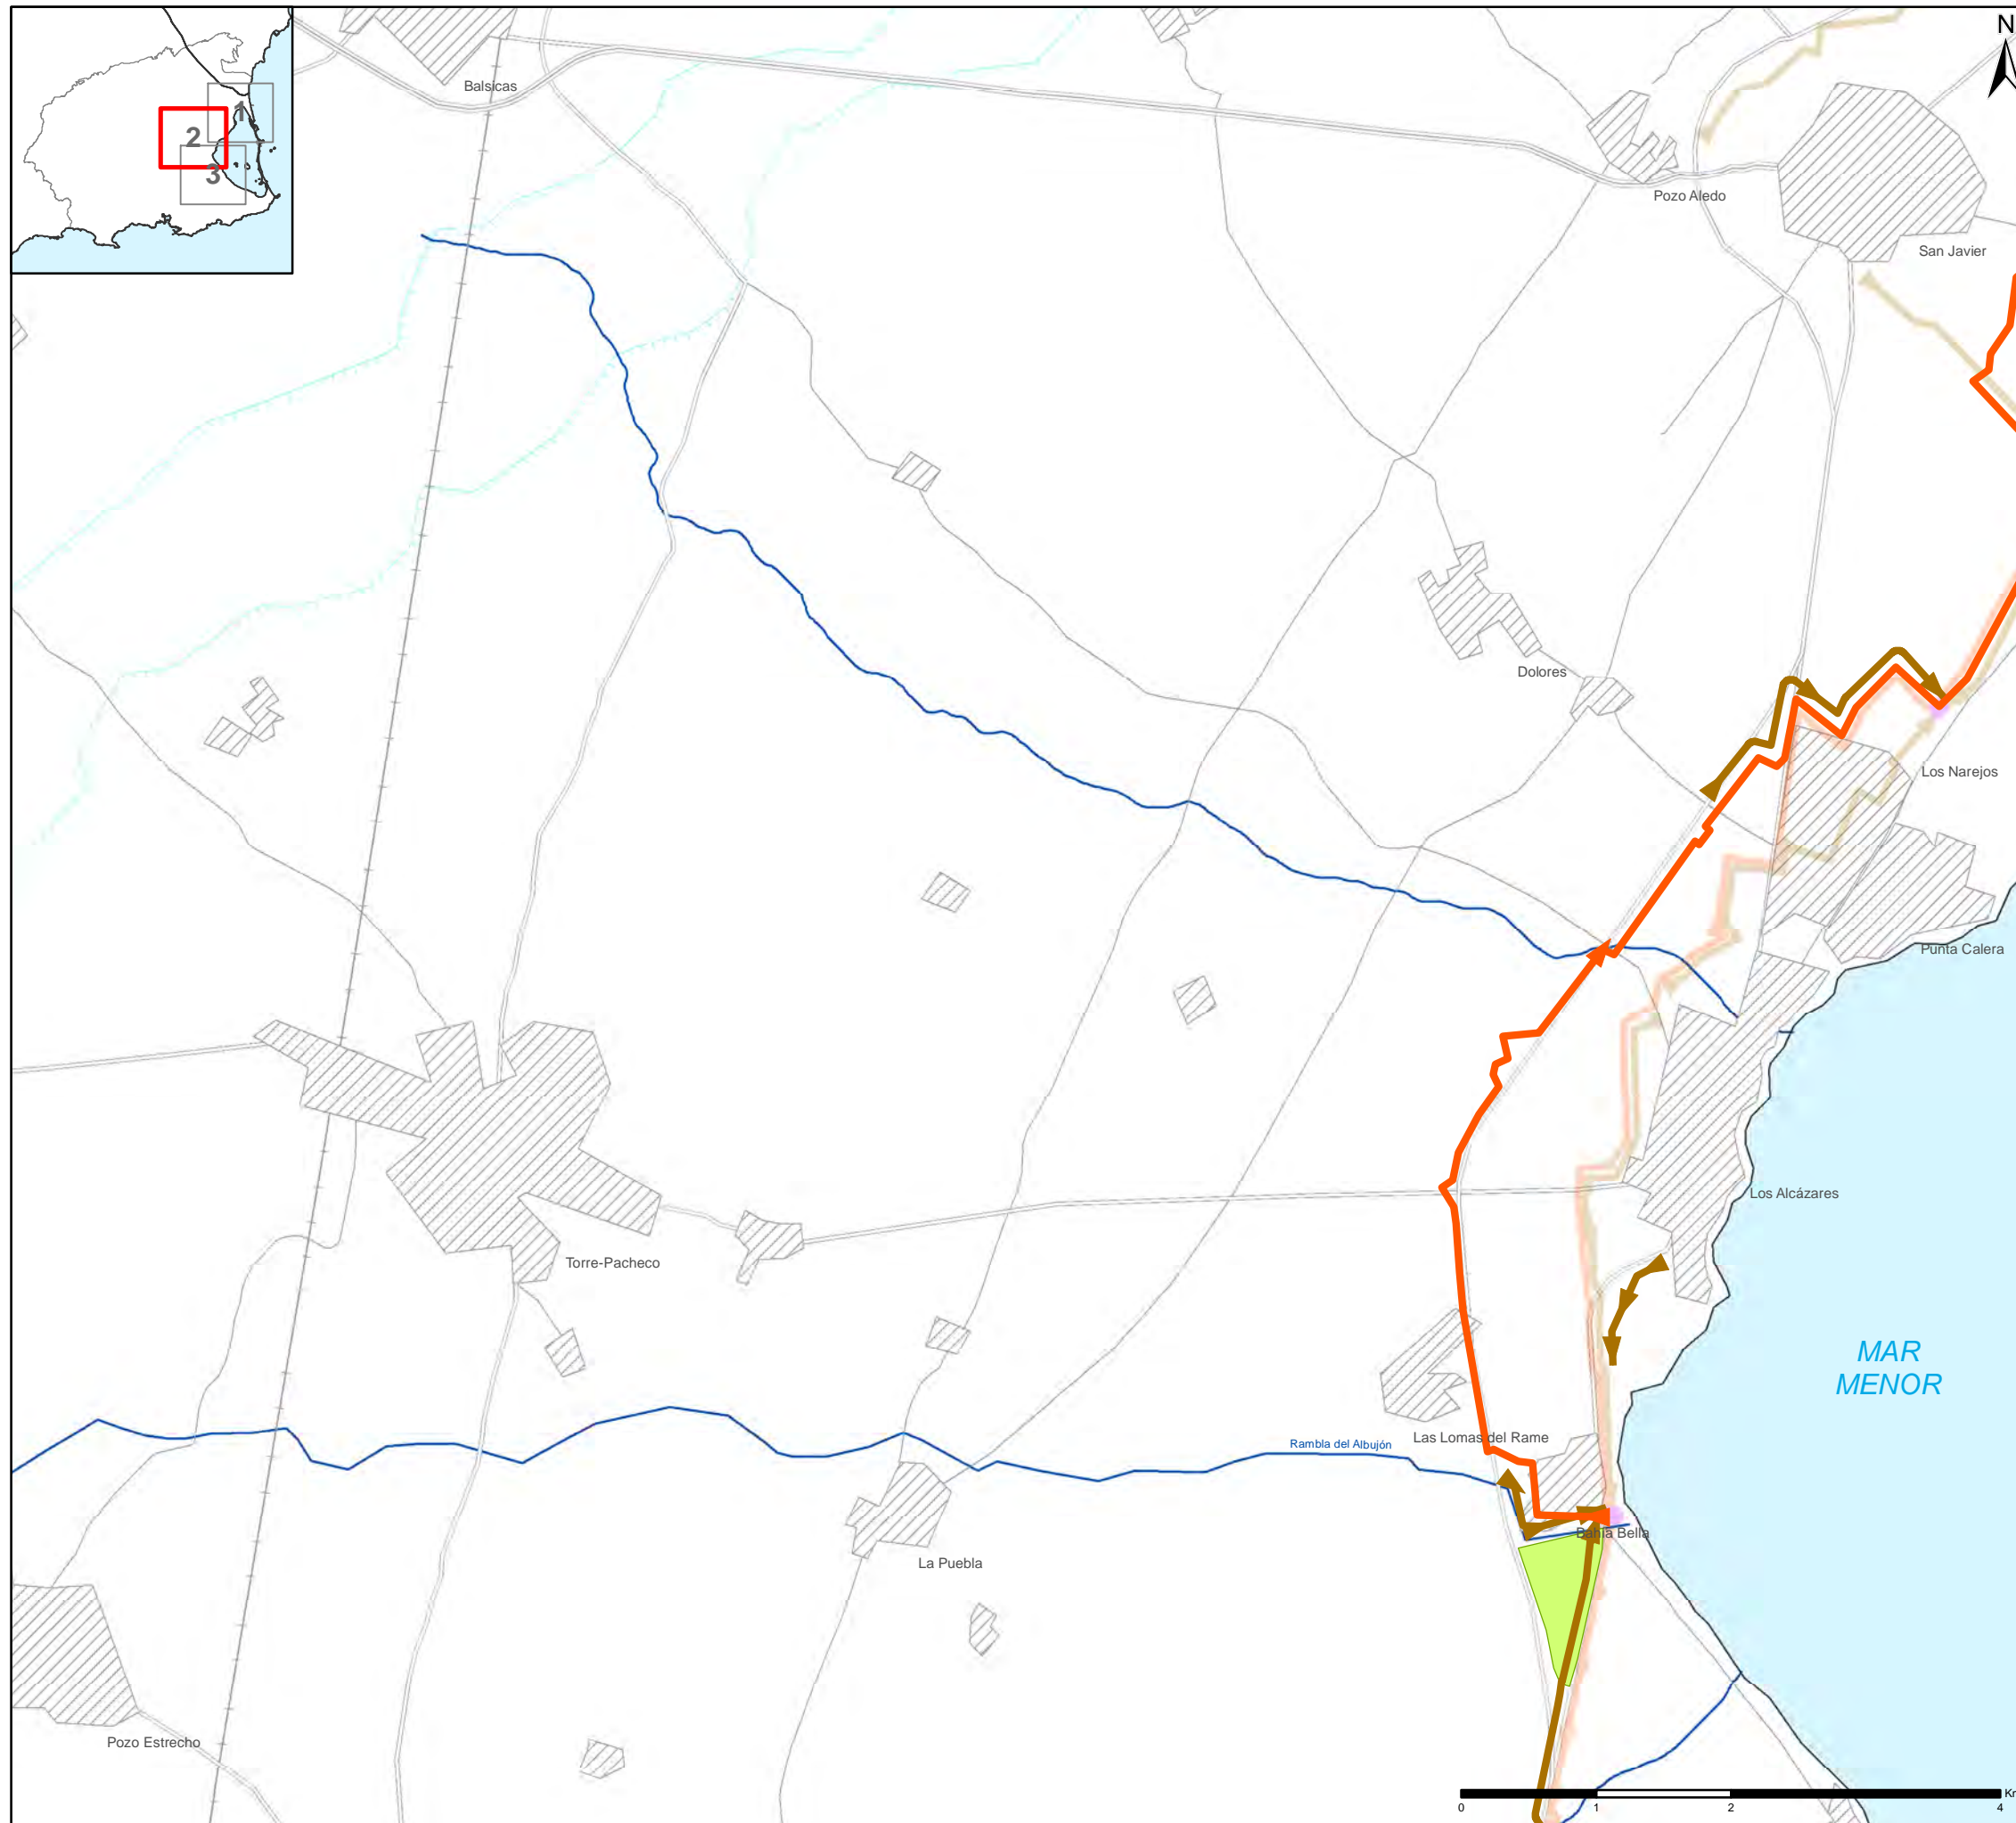 N
1
2
3
Balsicas
Pozo Aledo
San Javier
Dolores
Los Narejos
Punta Calera
Los Alcázares
Torre-Pacheco
MAR
MENOR
Las Lomas del Rame
Rambla del Albujón
Bahía Bella
La Puebla
Pozo Estrecho
0 1 2 4